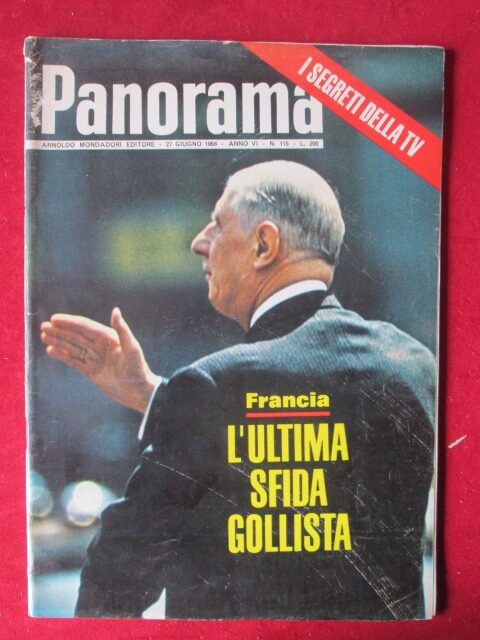 Panorama
I SEGRETI DELLA TV
ARNOLDO MONDADORI EDITORE - 27 GIUGNO 1968 - ANNO VI - N. 115 - L. 200
Francia
L'ULTIMA
SFIDA
GOLLISTA